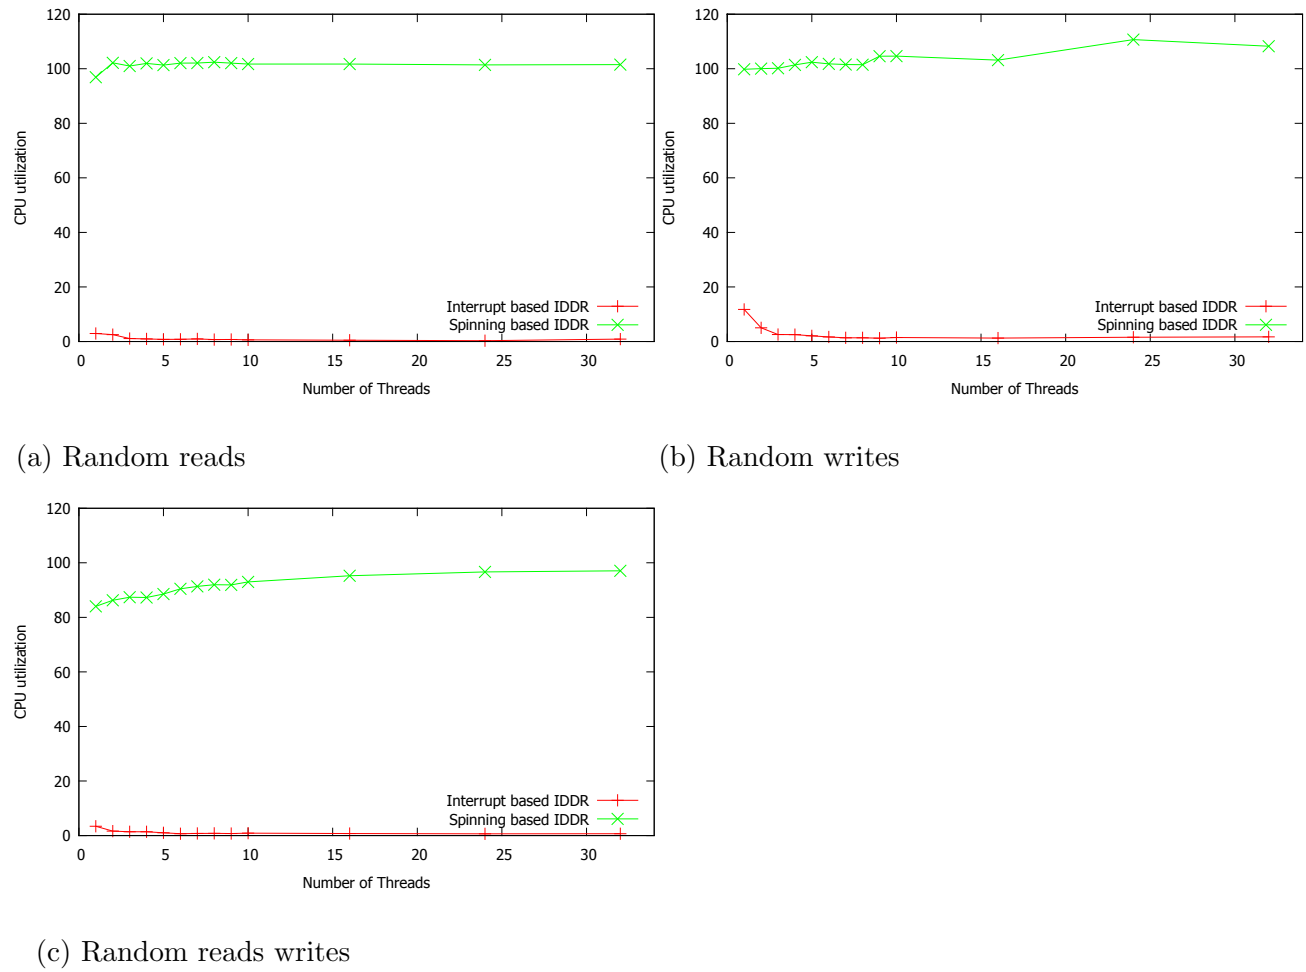 120
100
80
60
40
20
0
CPU utilization
0 5 10 15 20 25 30
Number of Threads
Interrupt based IDDR
Spinning based IDDR
(a) Random reads
120
100
80
60
40
20
0
CPU utilization
0 5 10 15 20 25 30
Number of Threads
Interrupt based IDDR
Spinning based IDDR
(b) Random writes
120
100
80
60
40
20
0
CPU utilization
0 5 10 15 20 25 30
Number of Threads
Interrupt based IDDR
Spinning based IDDR
(c) Random reads writes